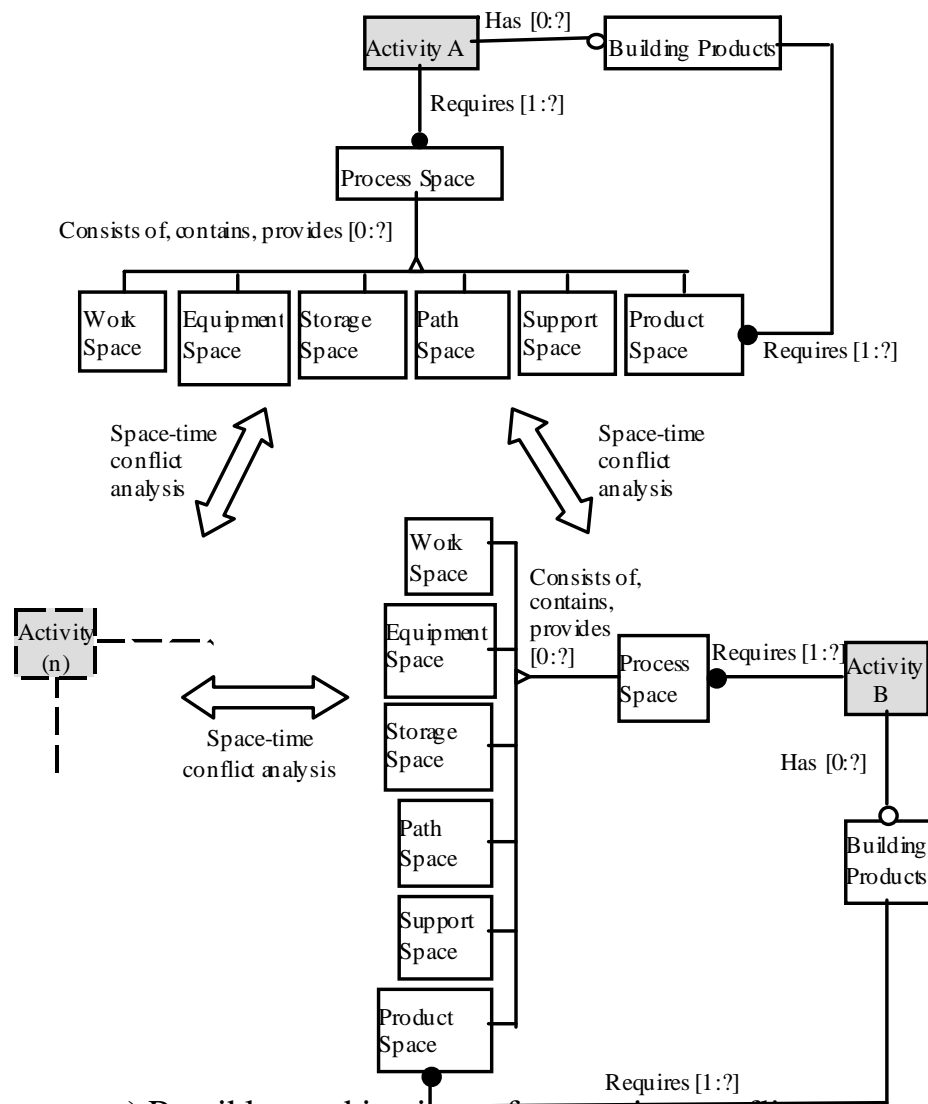 Has [0:?]
Activity A
Building Products
Requires [1:?]
Process Space
Consists of, contains, provides [0:?]
Work
Space
Equipment
Space
Storage
Space
Path
Space
Support
Space
Product
Space
Requires [1:?]
Space-time
conflict
analysis
Space-time
conflict
analysis
Work
Space
Consists of,
contains,
provides
[0:?]
Activity
(n)
Equipment
Space
Process
Space
Requires [1:?]
Activity
B
Storage
Space
Space-time
conflict analysis
Has [0:?]
Path
Space
Building
Products
Support
Space
Product
Space
Requires [1:?]